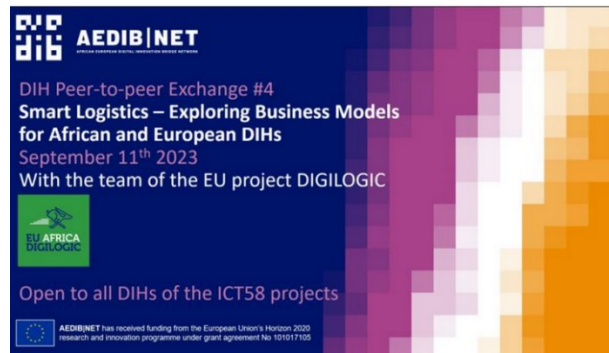 AEDIB|NET
AFRICAN EUROPEAN DIGITAL INNOVATION BRIDGE NETWORK
DIH Peer-to-peer Exchange #4
Smart Logistics – Exploring Business Models
for African and European DIHs
September 11th 2023
With the team of the EU project DIGILOGIC
EU AFRICA
DIGILOGIC
Open to all DIHs of the ICT58 projects
AEDIB|NET has received funding from the European Union's Horizon 2020
research and innovation programme under grant agreement No 101017105